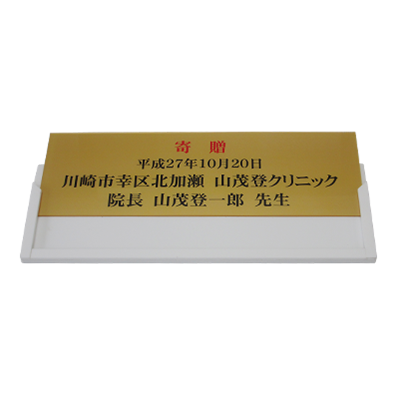 寄 贈
平成27年10月20日
川崎市幸区北加瀬 山茂登クリニック
院長 山茂登一郎 先生